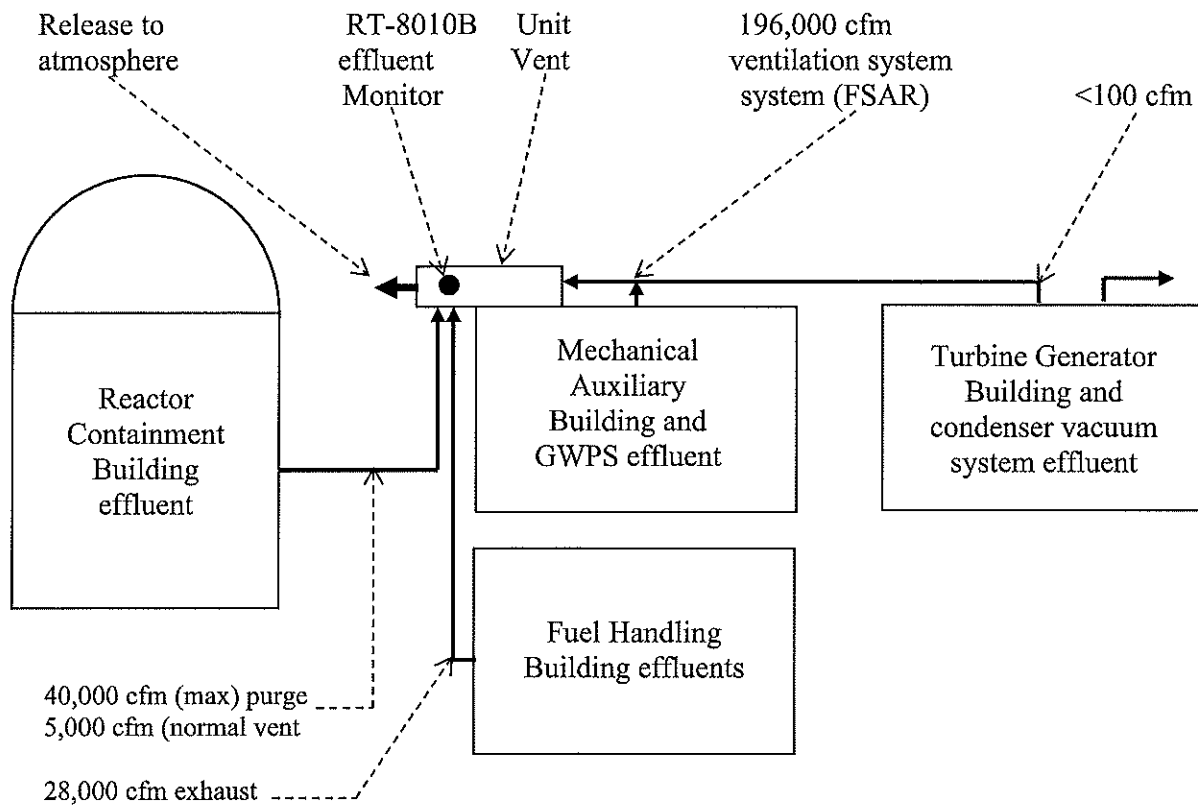 Release to
atmosphere
RT-8010B
effluent
Monitor
Unit
Vent
196,000 cfm
ventilation system
system (FSAR)
<100 cfm
Reactor
Containment
Building
effluent
Mechanical
Auxiliary
Building and
GWPS effluent
Turbine Generator
Building and
condenser vacuum
system effluent
Fuel Handling
Building effluents
40,000 cfm (max) purge
5,000 cfm (normal vent
28,000 cfm exhaust